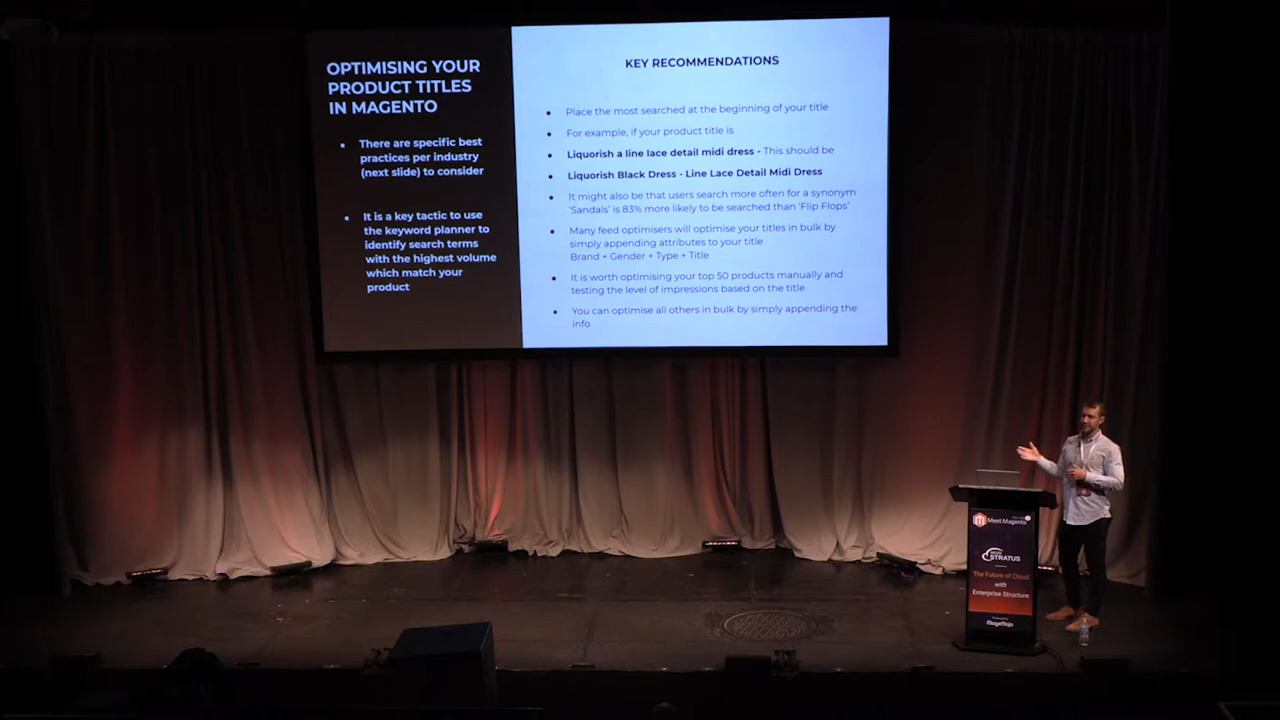 OPTIMISING YOUR
PRODUCT TITLES
IN MAGENTO
There are specific best
practices per industry
(next slide) to consider
It is a key tactic to use
the keyword planner to
identify search terms
with the highest volume
which match your
product
KEY RECOMMENDATIONS
Place the most searched at the beginning of your title
For example, if your product title is
Liquorish a line lace detail midi dress - This should be
Liquorish Black Dress - Line Lace Detail Midi Dress
It might also be that users search more often for a synonym
'Sandals' is 83% more likely to be searched than 'Flip Flops'
Many feed optimisers will optimise your titles in bulk by
simply appending attributes to your title
Brand + Gender + Type + Title
It is worth optimising your top 50 products manually and
testing the level of impressions based on the title
You can optimise all others in bulk by simply appending the
info
Meet Magento
STRATUS
The Future of Cloud
with
Enterprise Structure
MageMojo